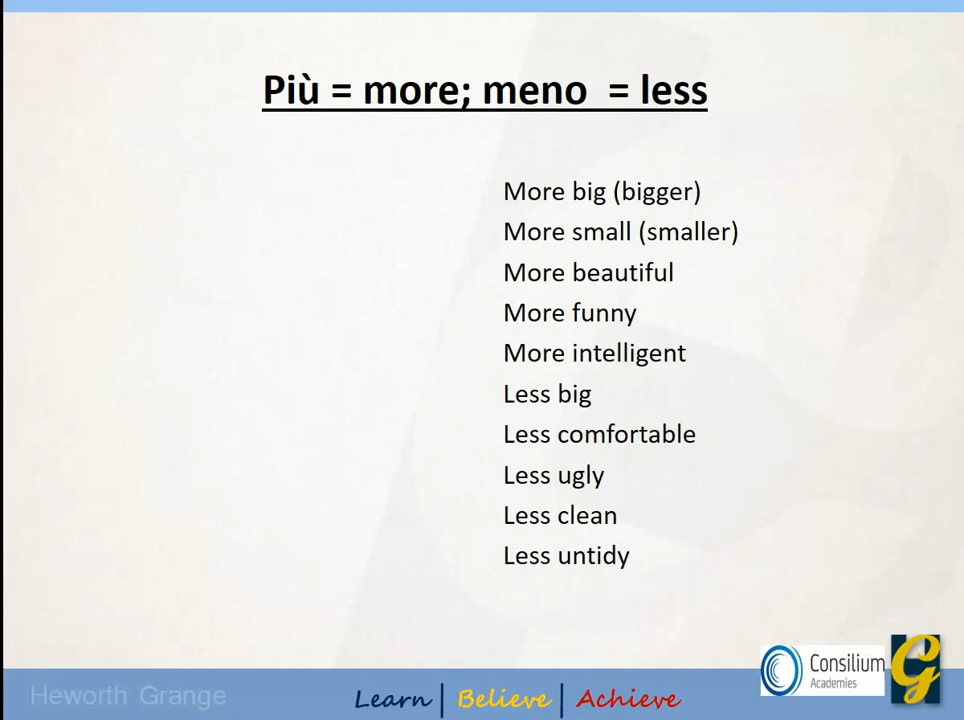 Più = more; meno = less
More big (bigger)
More small (smaller)
More beautiful
More funny
More intelligent
Less big
Less comfortable
Less ugly
Less clean
Less untidy
Heworth Grange
Learn | Believe | Achieve
Consilium
Academies
G